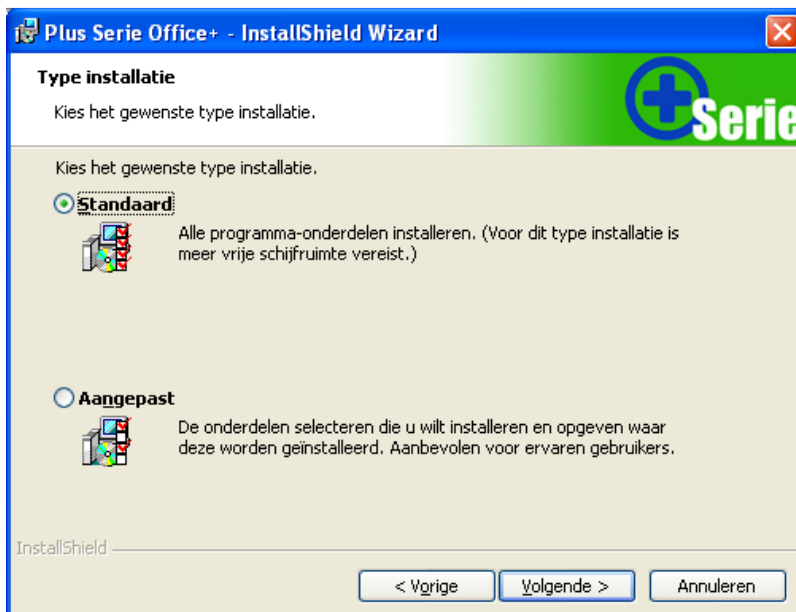 Plus Serie Office+ - InstallShield Wizard
Type installatie
Kies het gewenste type installatie.
Serie
Kies het gewenste type installatie.
Standaard
Alle programma-onderdelen installeren. (Voor dit type installatie is
meer vrije schijfruimte vereist.)
Aangepast
De onderdelen selecteren die u wilt installeren en opgeven waar
deze worden geïnstalleerd. Aanbevolen voor ervaren gebruikers.
InstallShield
< Vorige Volgende > Annuleren